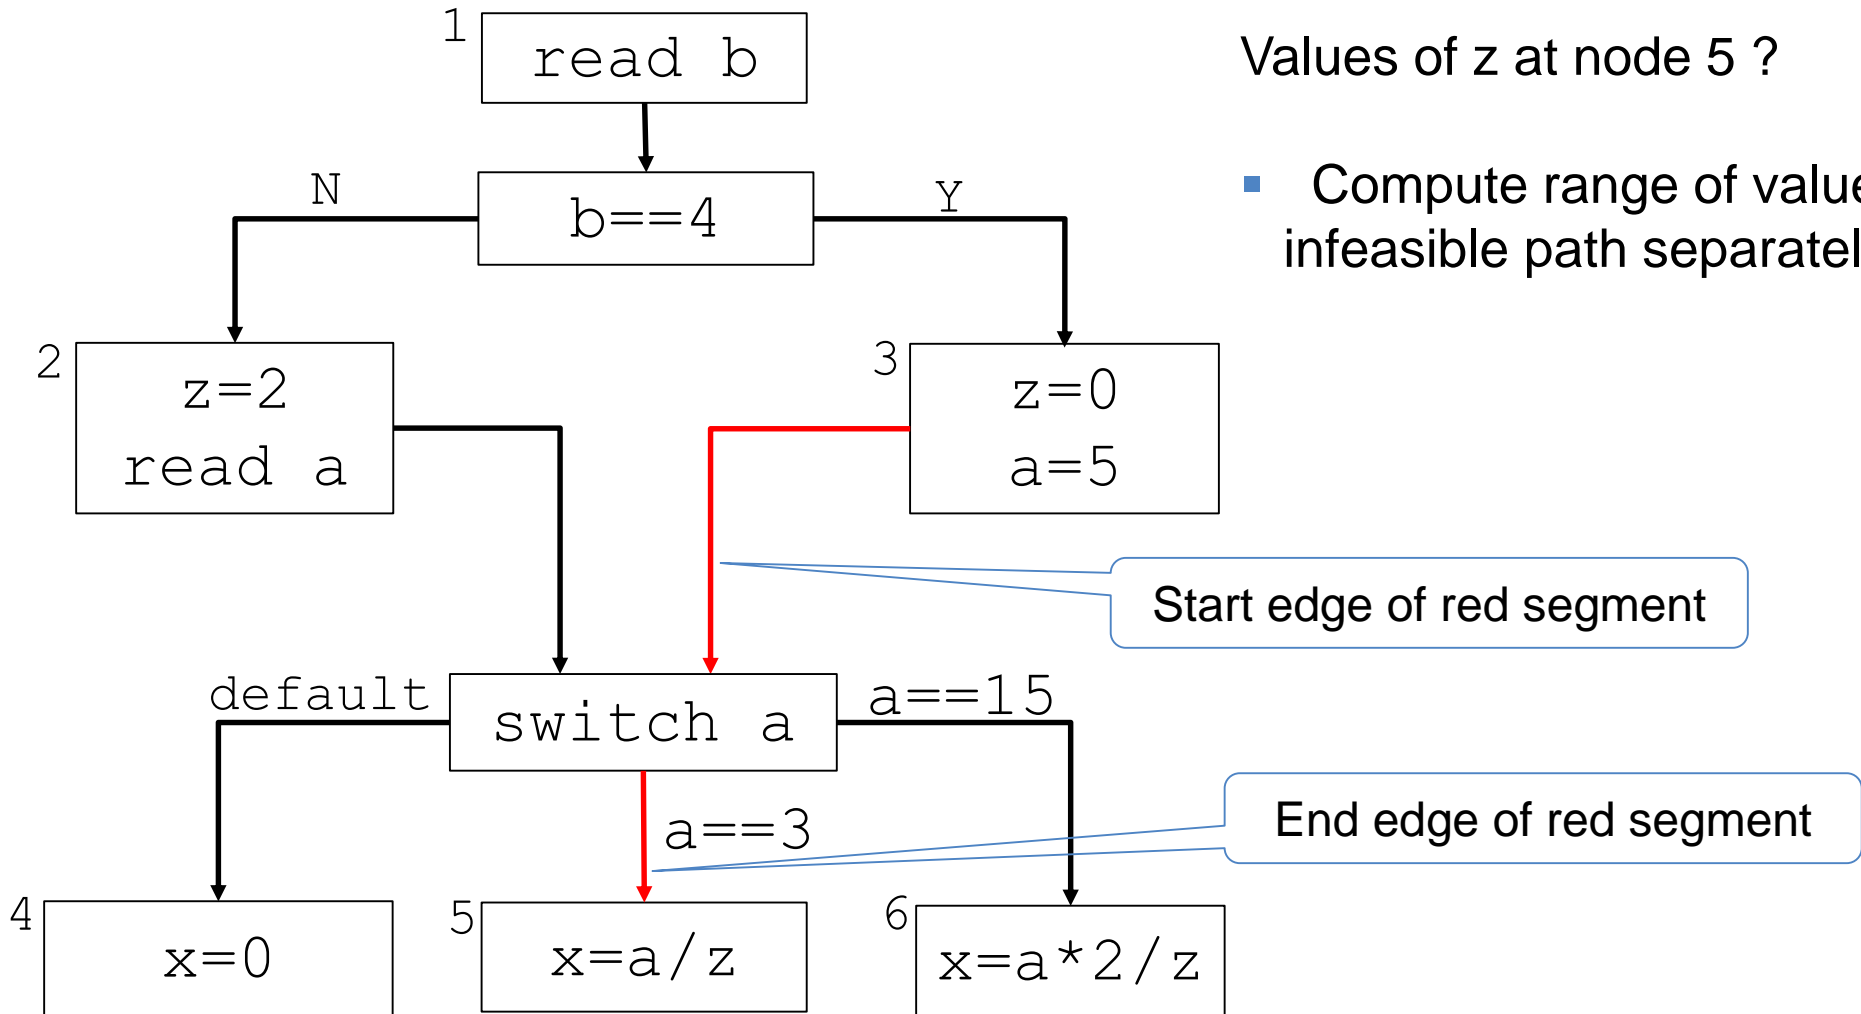 1
read b
Values of z at node 5 ?
N
b==4
Y
▪ Compute range of value
infeasible path separatel
2
z=2
read a
3
z=0
a=5
Start edge of red segment
default
switch a
a==15
a==3
End edge of red segment
4
x=0
5
x=a/z
6
x=a*2/z